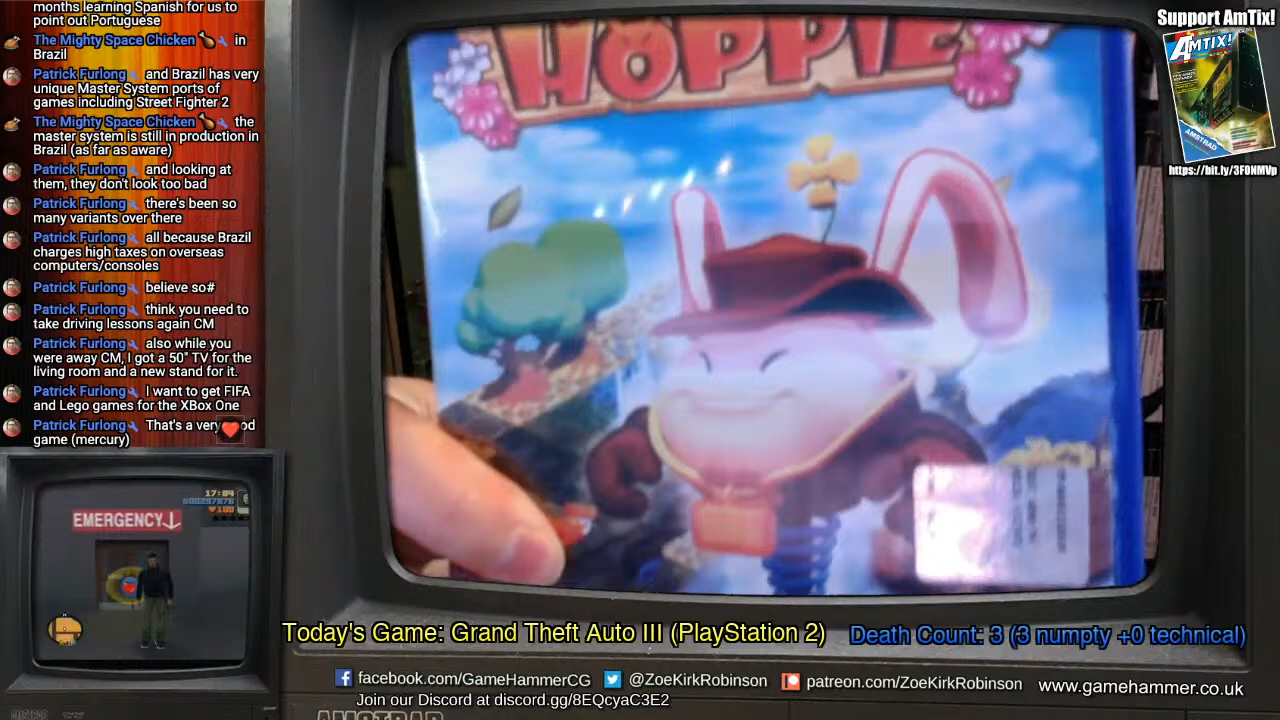 months learning Spanish for us to
point out Portuguese
The Mighty Space Chicken in
Brazil
Patrick Furlong and Brazil has very
unique Master System ports of
games including Street Fighter 2
The Mighty Space Chicken the
master system is still in production in
Brazil (as far as aware)
Patrick Furlong and looking at
them, they don't look too bad
Patrick Furlong there's been so
many variants over there
Patrick Furlong all because Brazil
charges high taxes on overseas
computers/consoles
Patrick Furlong believe so#
Patrick Furlong think you need to
take driving lessons again CM
Patrick Furlong also while you
were away CM, I got a 50" TV for the
living room and a new stand for it.
Patrick Furlong I want to get FIFA
and Lego games for the XBox One
Patrick Furlong That's a very od
game (mercury)
HOPPIE
Support AmTix!
AMTIX!
AMSTRAD
https://bit.ly/3FONMVp
17:04
EMERGENCY
Today's Game: Grand Theft Auto III (PlayStation 2)
Death Count: 3 (3 numpty +0 technical)
facebook.com/GameHammerCG
@ZoeKirkRobinson
patreon.com/ZoeKirkRobinson
www.gamehammer.co.uk
Join our Discord at discord.gg/8EQcyaC3E2
AMSTRAD